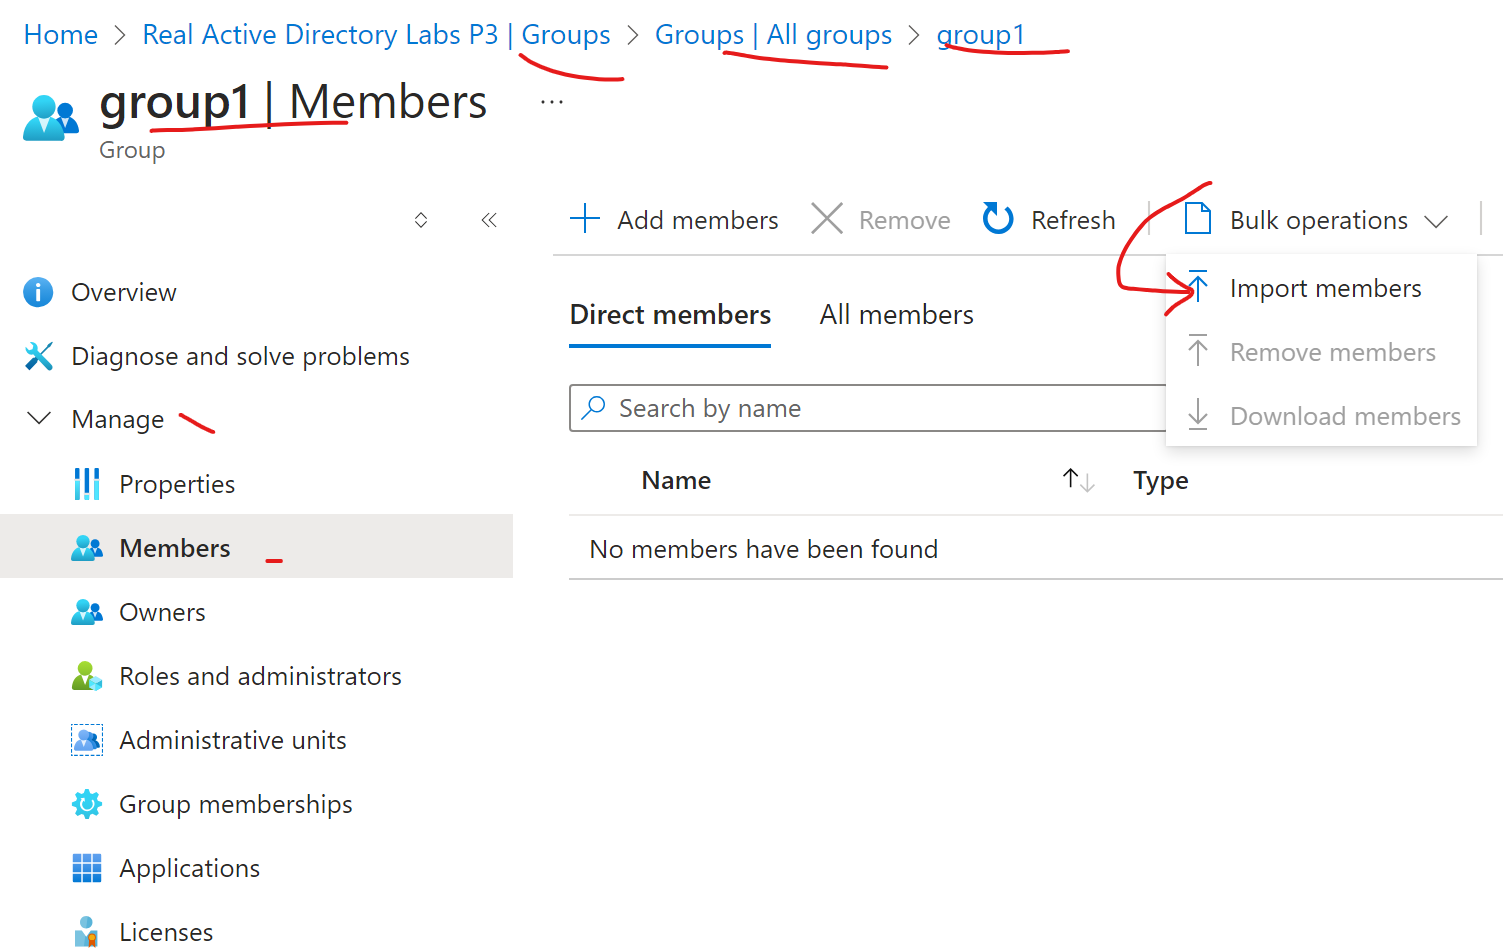 Home > Real Active Directory Labs P3 | Groups > Groups | All groups > group1
group1 | Members ...
Group
Add members Remove Refresh Bulk operations
Import members
Remove members
Download members
Overview
Diagnose and solve problems
Manage
Properties
Members
Owners
Roles and administrators
Administrative units
Group memberships
Applications
Licenses
Direct members All members
Search by name
Name Type
No members have been found